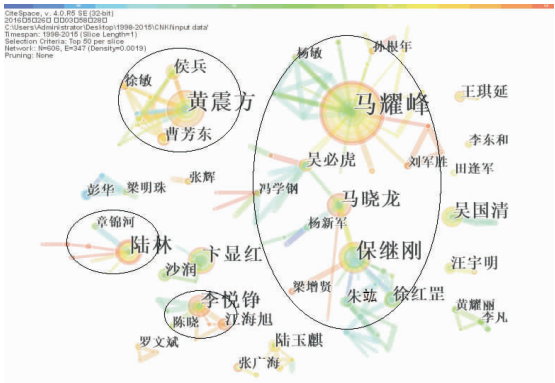 CiteSpace, v. 4.0.R5 SE (32-bit)
C:\Users\Administrator\Desktop\1998-2015\CNKI\input data\
Timespan: 1998-2015 (Slice Length=1)
Selection Criteria: Top 50 per slice
Network: N=606, E=347 (Density=0.0019)
Pruning: None
杨敏
孙根年
侯兵
徐敏
黄震方
曹芳东
马耀峰
王琪延
李东和
吴必虎
刘军胜
田逢军
张辉
彭华
梁明珠
冯学钢
马晓龙
吴国清
章锦河
杨新军
陆林
卞显红
保继刚
沙润
汪宇明
梁增贤
朱竑
徐红罡
李悦铮
陈晓
江海旭
黄耀丽
李凡
罗文斌
陆玉麒
张广海